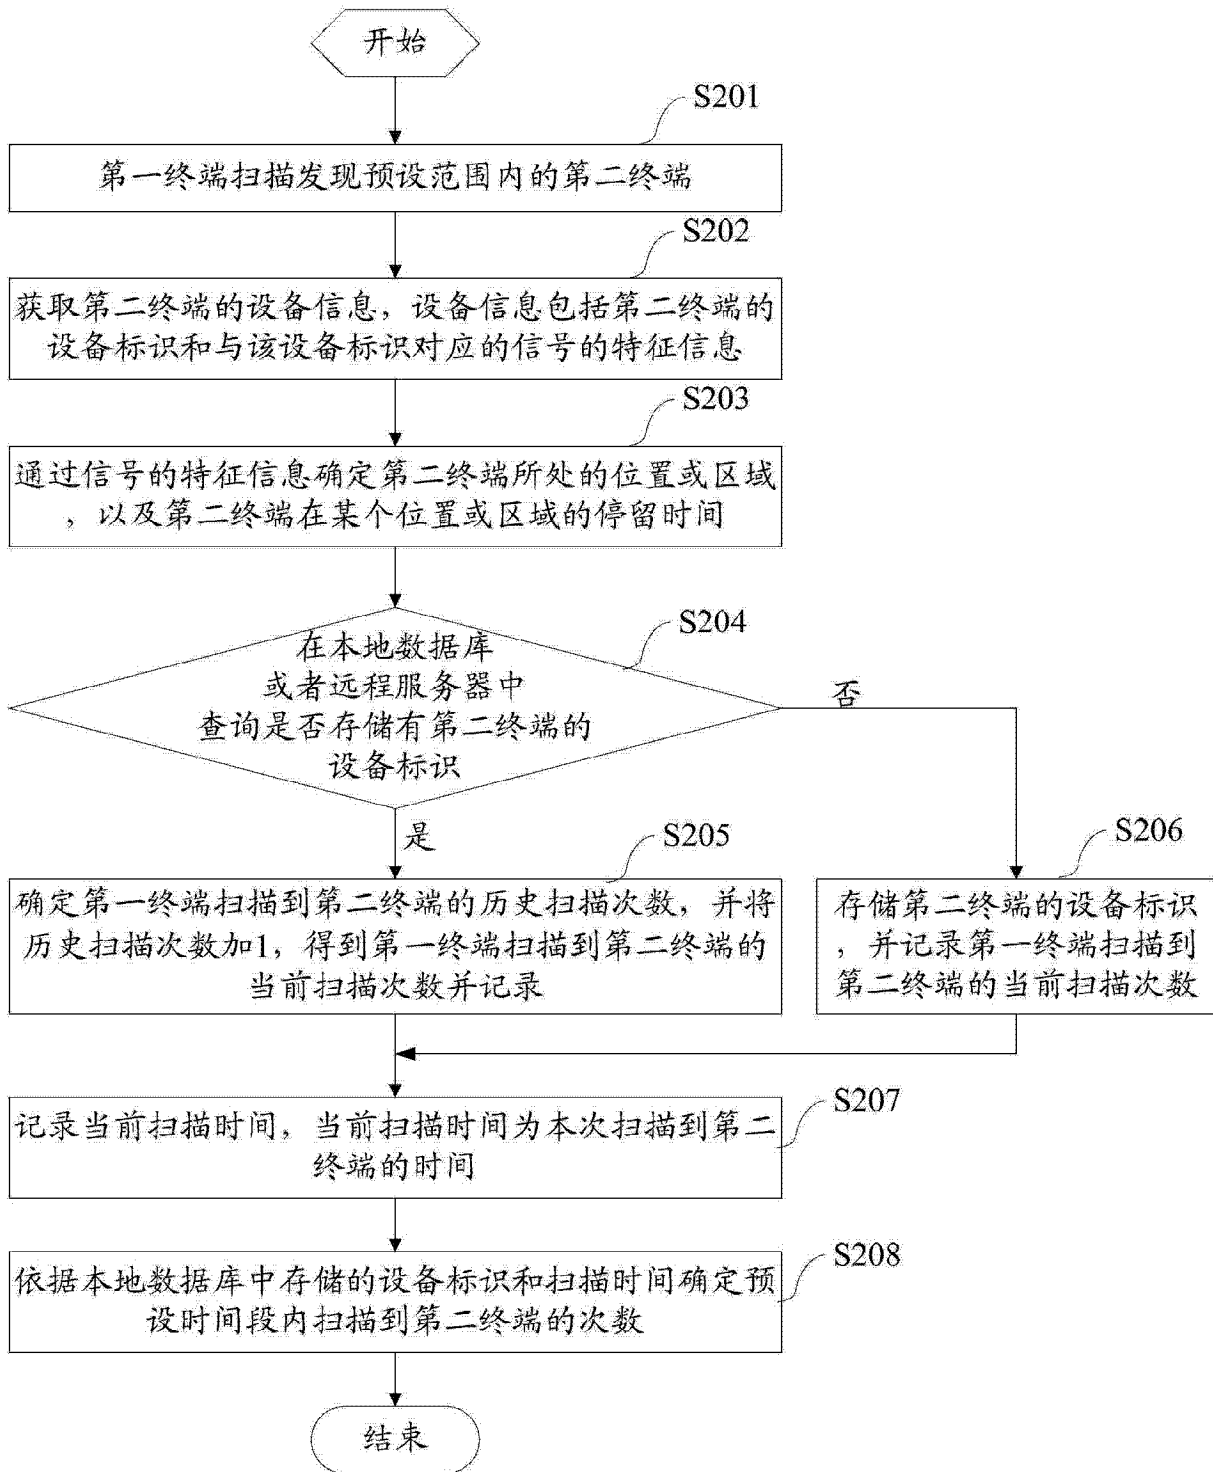 开始
S201
第一终端扫描发现预设范围内的第二终端
S202
获取第二终端的设备信息，设备信息包括第二终端的
设备标识和与该设备标识对应的信号的特征信息
S203
通过信号的特征信息确定第二终端所处的位置或区域
，以及第二终端在某个位置或区域的停留时间
S204
在本地数据库
或者远程服务器中
查询是否存储有第二终端的
设备标识
否
是
S205
确定第一终端扫描到第二终端的历史扫描次数，并将
历史扫描次数加1，得到第一终端扫描到第二终端的
当前扫描次数并记录
S206
存储第二终端的设备标识
，并记录第一终端扫描到
第二终端的当前扫描次数
S207
记录当前扫描时间，当前扫描时间为本次扫描到第二
终端的时间
S208
依据本地数据库中存储的设备标识和扫描时间确定预
设时间段内扫描到第二终端的次数
结束